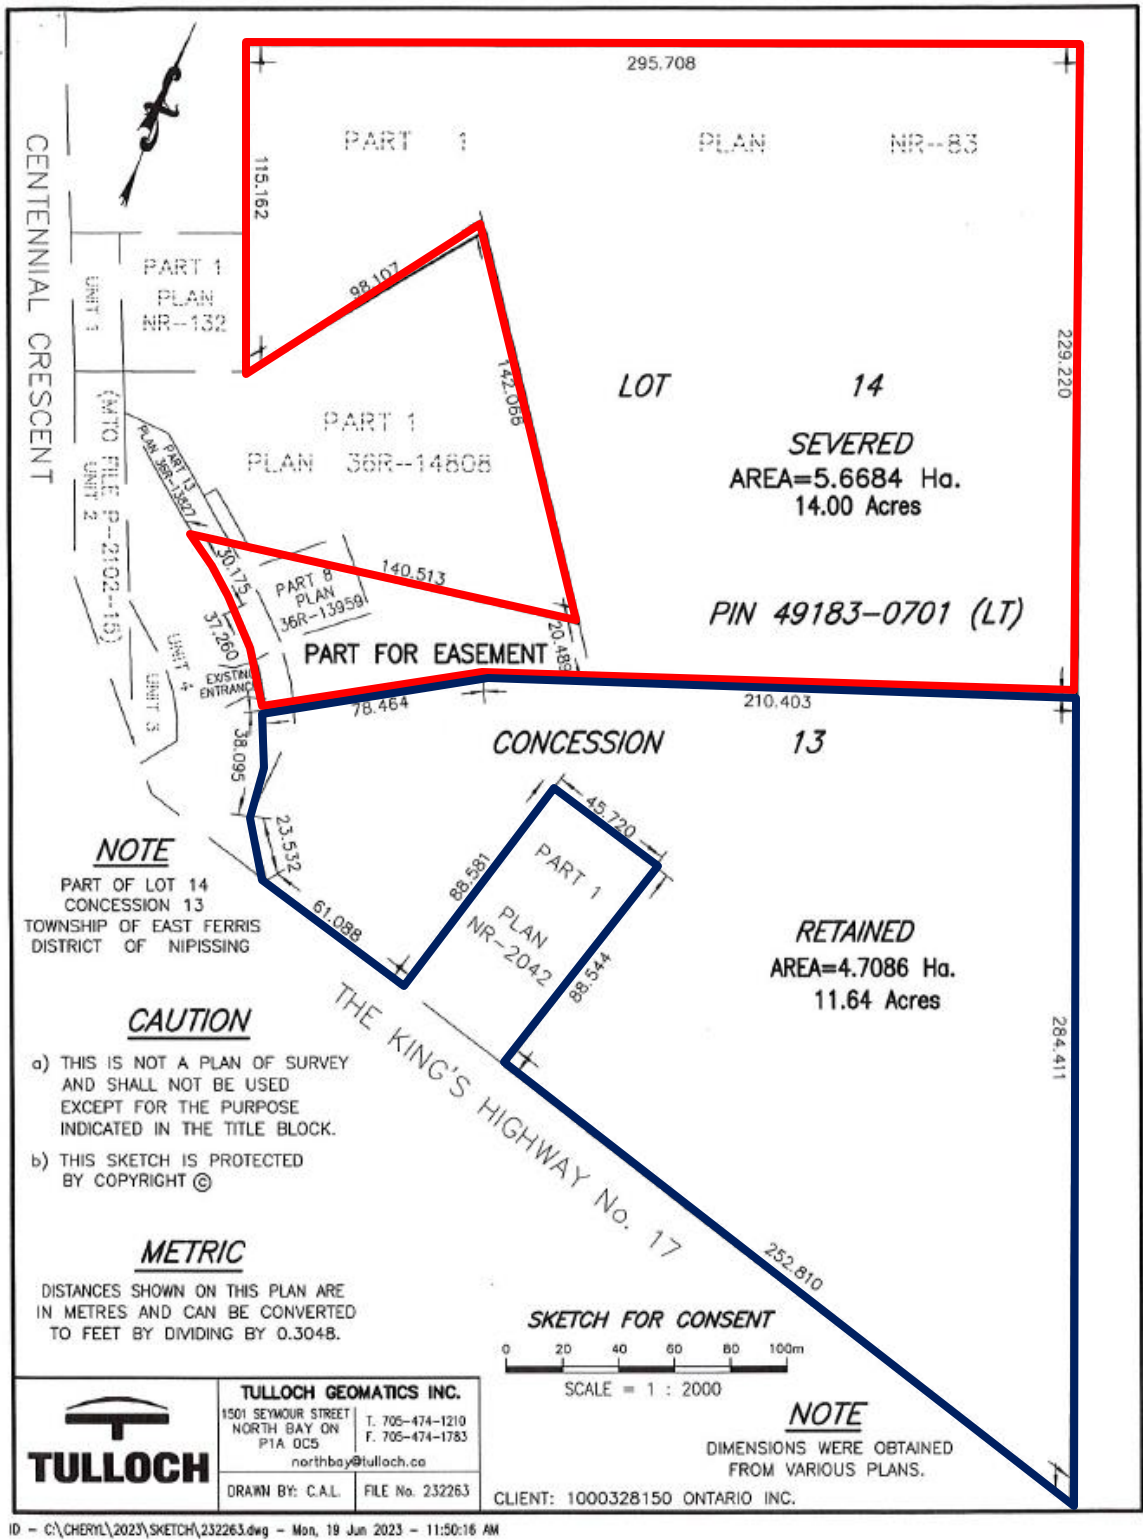 295.708
PART 1 PLAN NR-83
115.162
CENTENNIAL CRESCENT
PART 1
PLAN
NR-132
UNIT 1
98.107
142.066
229.220
LOT 14
SEVERED
AREA=5.6684 Ha.
14.00 Acres
PART 1
PLAN 36R-14808
(MTO FILE P-2102-15)
UNIT 2
PART 13
PLAN 36R-13827
30.175
140.513
PART 8
PLAN
36R-13959
PIN 49183-0701 (LT)
37.260
20.489
PART FOR EASEMENT
UNIT 4
UNIT 3
EXISTING
ENTRANCE
78.464
210.403
CONCESSION 13
38.095
23.532
45.720
88.581
PART 1
PLAN
NR-2042
88.544
61.088
NOTE
PART OF LOT 14
CONCESSION 13
TOWNSHIP OF EAST FERRIS
DISTRICT OF NIPISSING
RETAINED
AREA=4.7086 Ha.
11.64 Acres
284.411
THE KING'S HIGHWAY No. 17
252.810
CAUTION
a) THIS IS NOT A PLAN OF SURVEY
AND SHALL NOT BE USED
EXCEPT FOR THE PURPOSE
INDICATED IN THE TITLE BLOCK.
b) THIS SKETCH IS PROTECTED
BY COPYRIGHT ©
METRIC
DISTANCES SHOWN ON THIS PLAN ARE
IN METRES AND CAN BE CONVERTED
TO FEET BY DIVIDING BY 0.3048.
SKETCH FOR CONSENT
0 20 40 60 80 100m
SCALE = 1 : 2000
NOTE
DIMENSIONS WERE OBTAINED
FROM VARIOUS PLANS.
CLIENT: 1000328150 ONTARIO INC.
TULLOCH
TULLOCH GEOMATICS INC.
1501 SEYMOUR STREET
NORTH BAY ON
P1A 0C5
T. 705-474-1210
F. 705-474-1783
northbay@tulloch.ca
DRAWN BY: C.A.L.
FILE No. 232263
ID - C:\CHERYL\2023\SKETCH\232263.dwg - Mon, 19 Jun 2023 - 11:50:16 AM